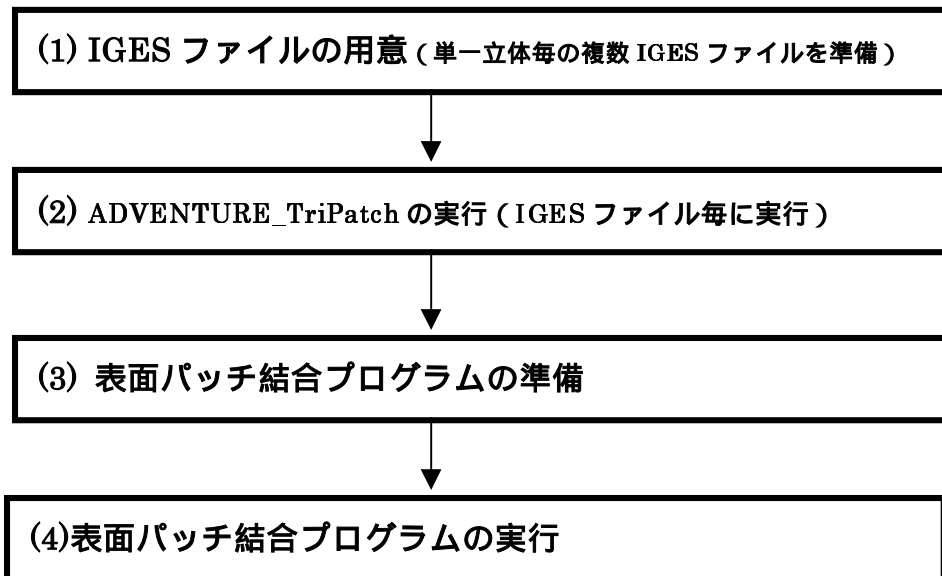 (1) IGES ファイルの用意（単一立体毎の複数 IGES ファイルを準備）
(2) ADVENTURE_TriPatch の実行（IGES ファイル毎に実行）
(3) 表面パッチ結合プログラムの準備
(4)表面パッチ結合プログラムの実行